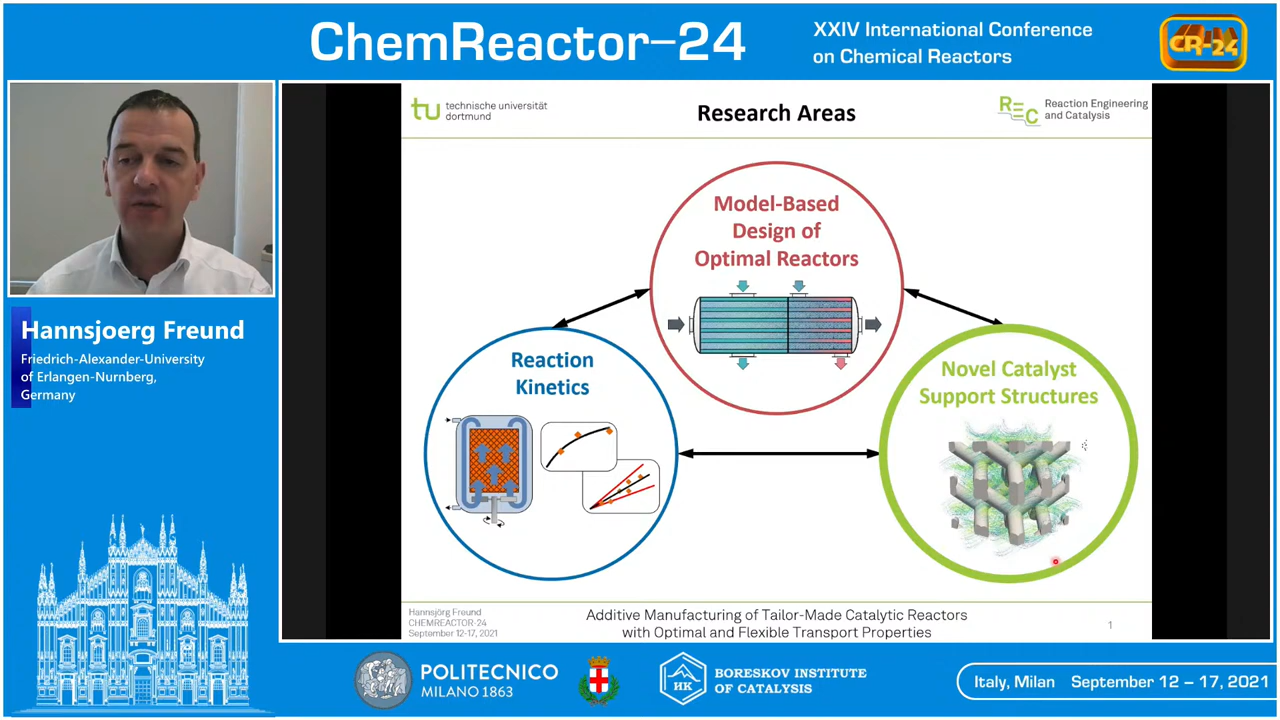 ChemReactor–24
XXIV International Conference
on Chemical Reactors
CR-24
Hannsjoerg Freund
Friedrich-Alexander-University
of Erlangen-Nurnberg,
Germany
tu technische universität
dortmund
Research Areas
REC Reaction Engineering
and Catalysis
Model-Based
Design of
Optimal Reactors
Reaction
Kinetics
Novel Catalyst
Support Structures
Hannsjörg Freund
CHEMREACTOR-24
September 12-17, 2021
Additive Manufacturing of Tailor-Made Catalytic Reactors
with Optimal and Flexible Transport Properties
1
POLITECNICO
MILANO 1863
ИК
BORESKOV INSTITUTE
OF CATALYSIS
Italy, Milan September 12 – 17, 2021